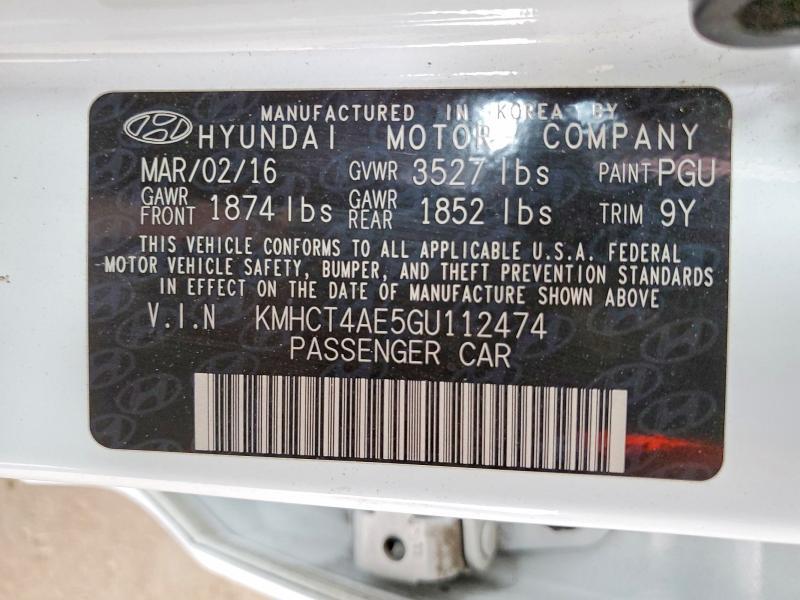 MANUFACTURED IN KOREA BY
HYUNDAI MOTOR COMPANY
MAR/02/16 GVWR 3527 lbs PAINT PGU
GAWR FRONT 1874 lbs GAWR REAR 1852 lbs TRIM 9Y
THIS VEHICLE CONFORMS TO ALL APPLICABLE U.S.A. FEDERAL
MOTOR VEHICLE SAFETY, BUMPER, AND THEFT PREVENTION STANDARDS
IN EFFECT ON THE DATE OF MANUFACTURE SHOWN ABOVE
V.I.N KMHCT4AE5GU112474
PASSENGER CAR